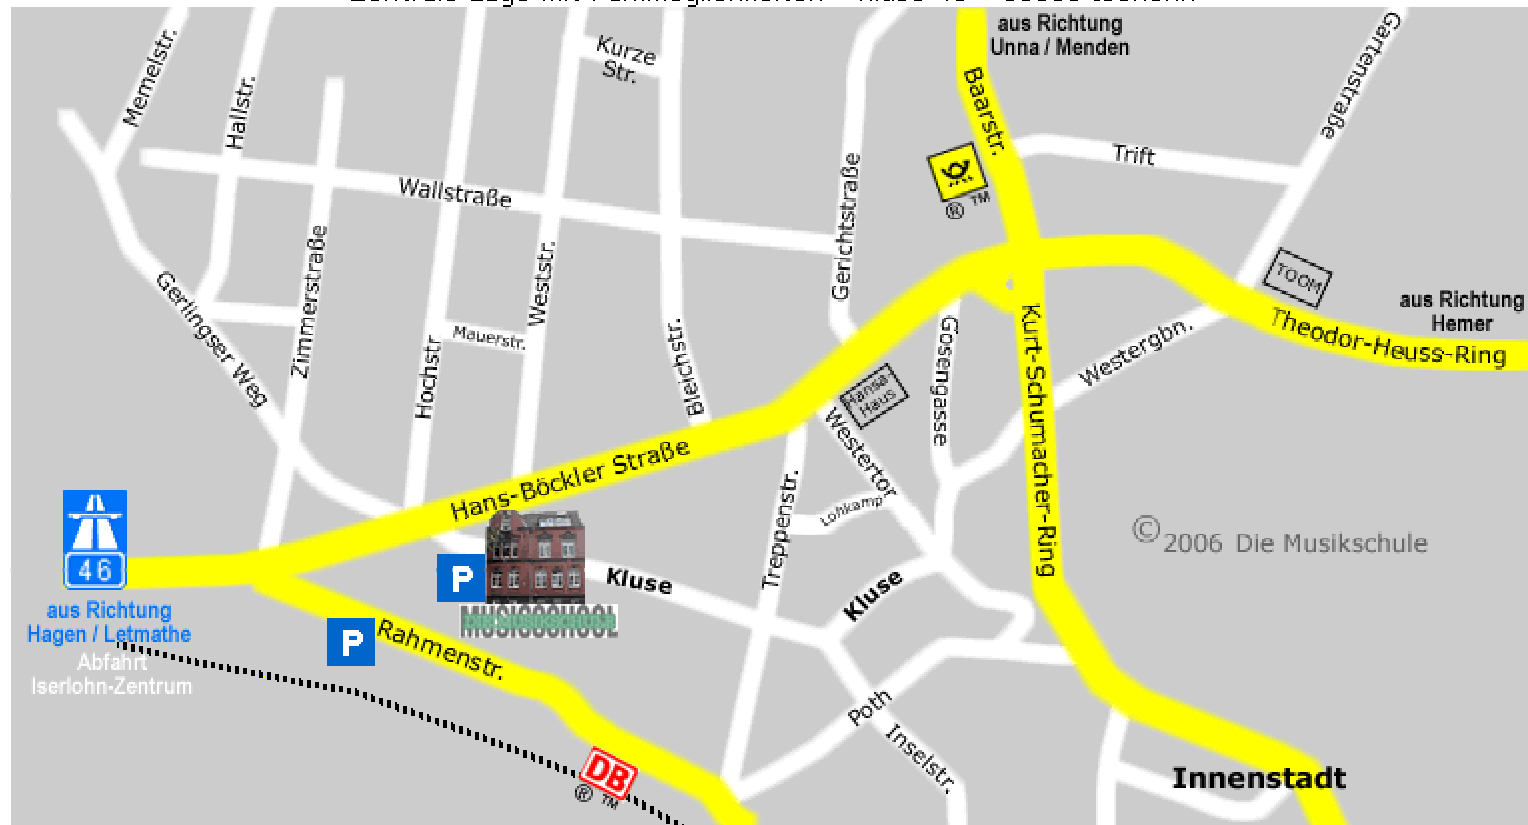 aus Richtung
Unna / Menden
Gartenstraße
Memelstr.
Kurze
Str.
Hallstr.
Baarstr.
Trift
Wallstraße
® ™
Gerichtstraße
Zimmerstraße
Weststr.
Gerlingser Weg
TOOM
aus Richtung
Hemer
Theodor-Heuss-Ring
Mauerstr.
Hochstr
Bleichstr.
Gosengasse
Kurt-Schumacher-Ring
Westergbn.
Hansa-
Haus
Westertor
Hans-Böckler Straße
Treppenstr.
Lohkamp
46
aus Richtung
Hagen / Letmathe
Abfahrt
Iserlohn-Zentrum
P
P
Kluse
Kluse
© 2006 Die Musikschule
Rahmenstr.
Poth
Inselstr.
DB
® ™
Innenstadt